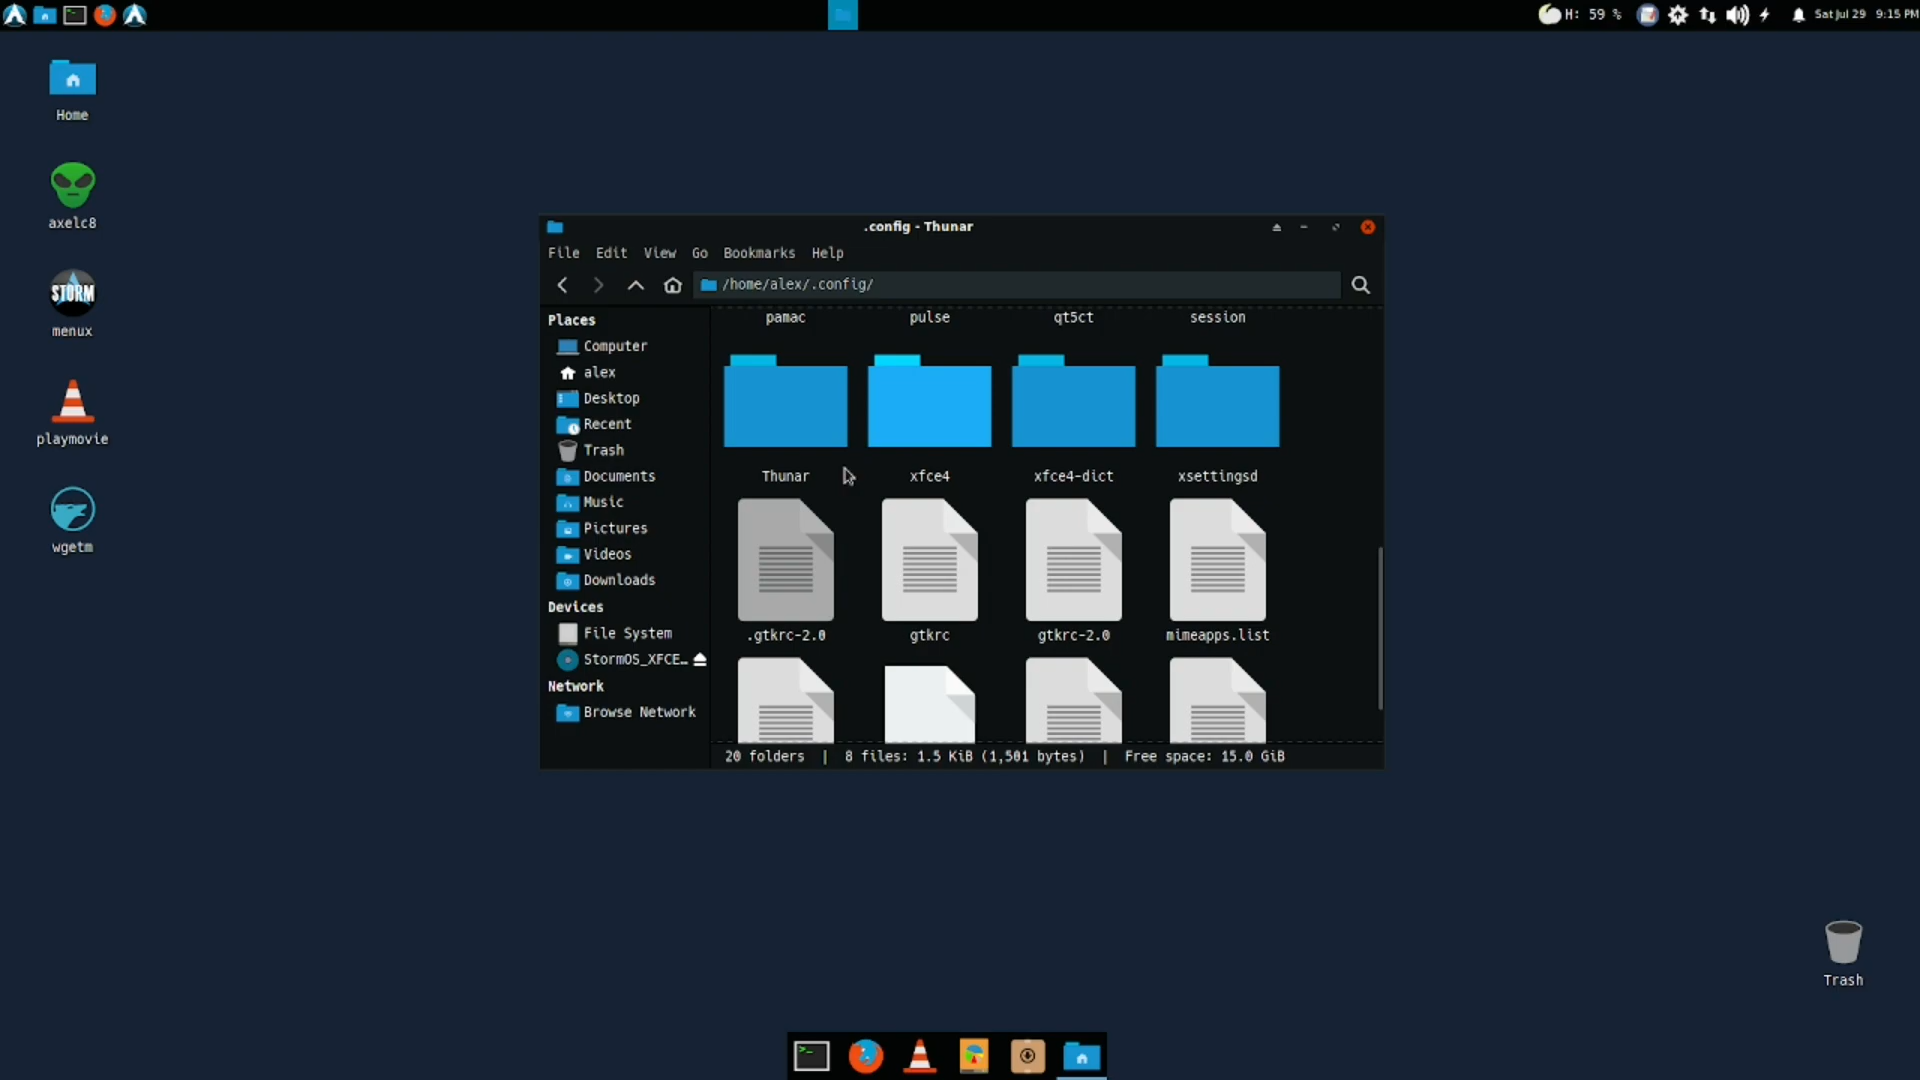 H: 59 %
Sat Jul 29 9:15 PM
Home
axelc8
STORM
menux
playmovie
wgetm
.config - Thunar
File Edit View Go Bookmarks Help
/home/alex/.config/
Places
Computer
alex
Desktop
Recent
Trash
Documents
Music
Pictures
Videos
Downloads
Devices
File System
StormOS_XFCE…
Network
Browse Network
pamac pulse qt5ct session
Thunar xfce4 xfce4-dict xsettingsd
.gtkrc-2.0 gtkrc gtkrc-2.0 mimeapps.list
20 folders | 8 files: 1.5 KiB (1,501 bytes) | Free space: 15.0 GiB
Trash